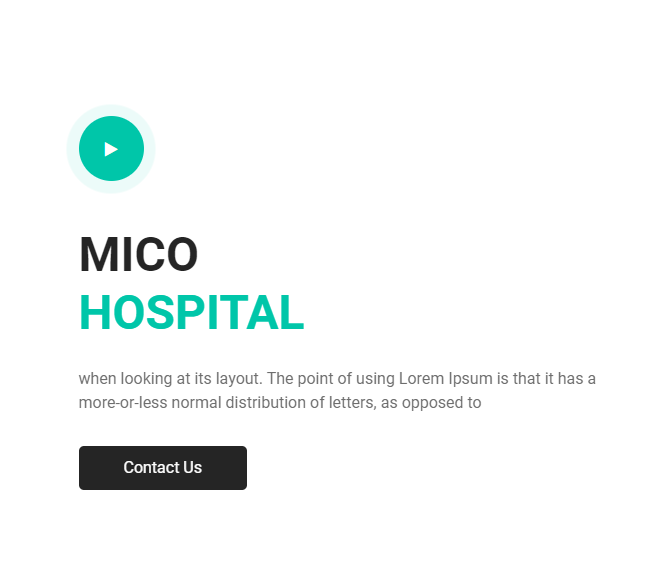 MICO
HOSPITAL
when looking at its layout. The point of using Lorem Ipsum is that it has a
more-or-less normal distribution of letters, as opposed to
Contact Us